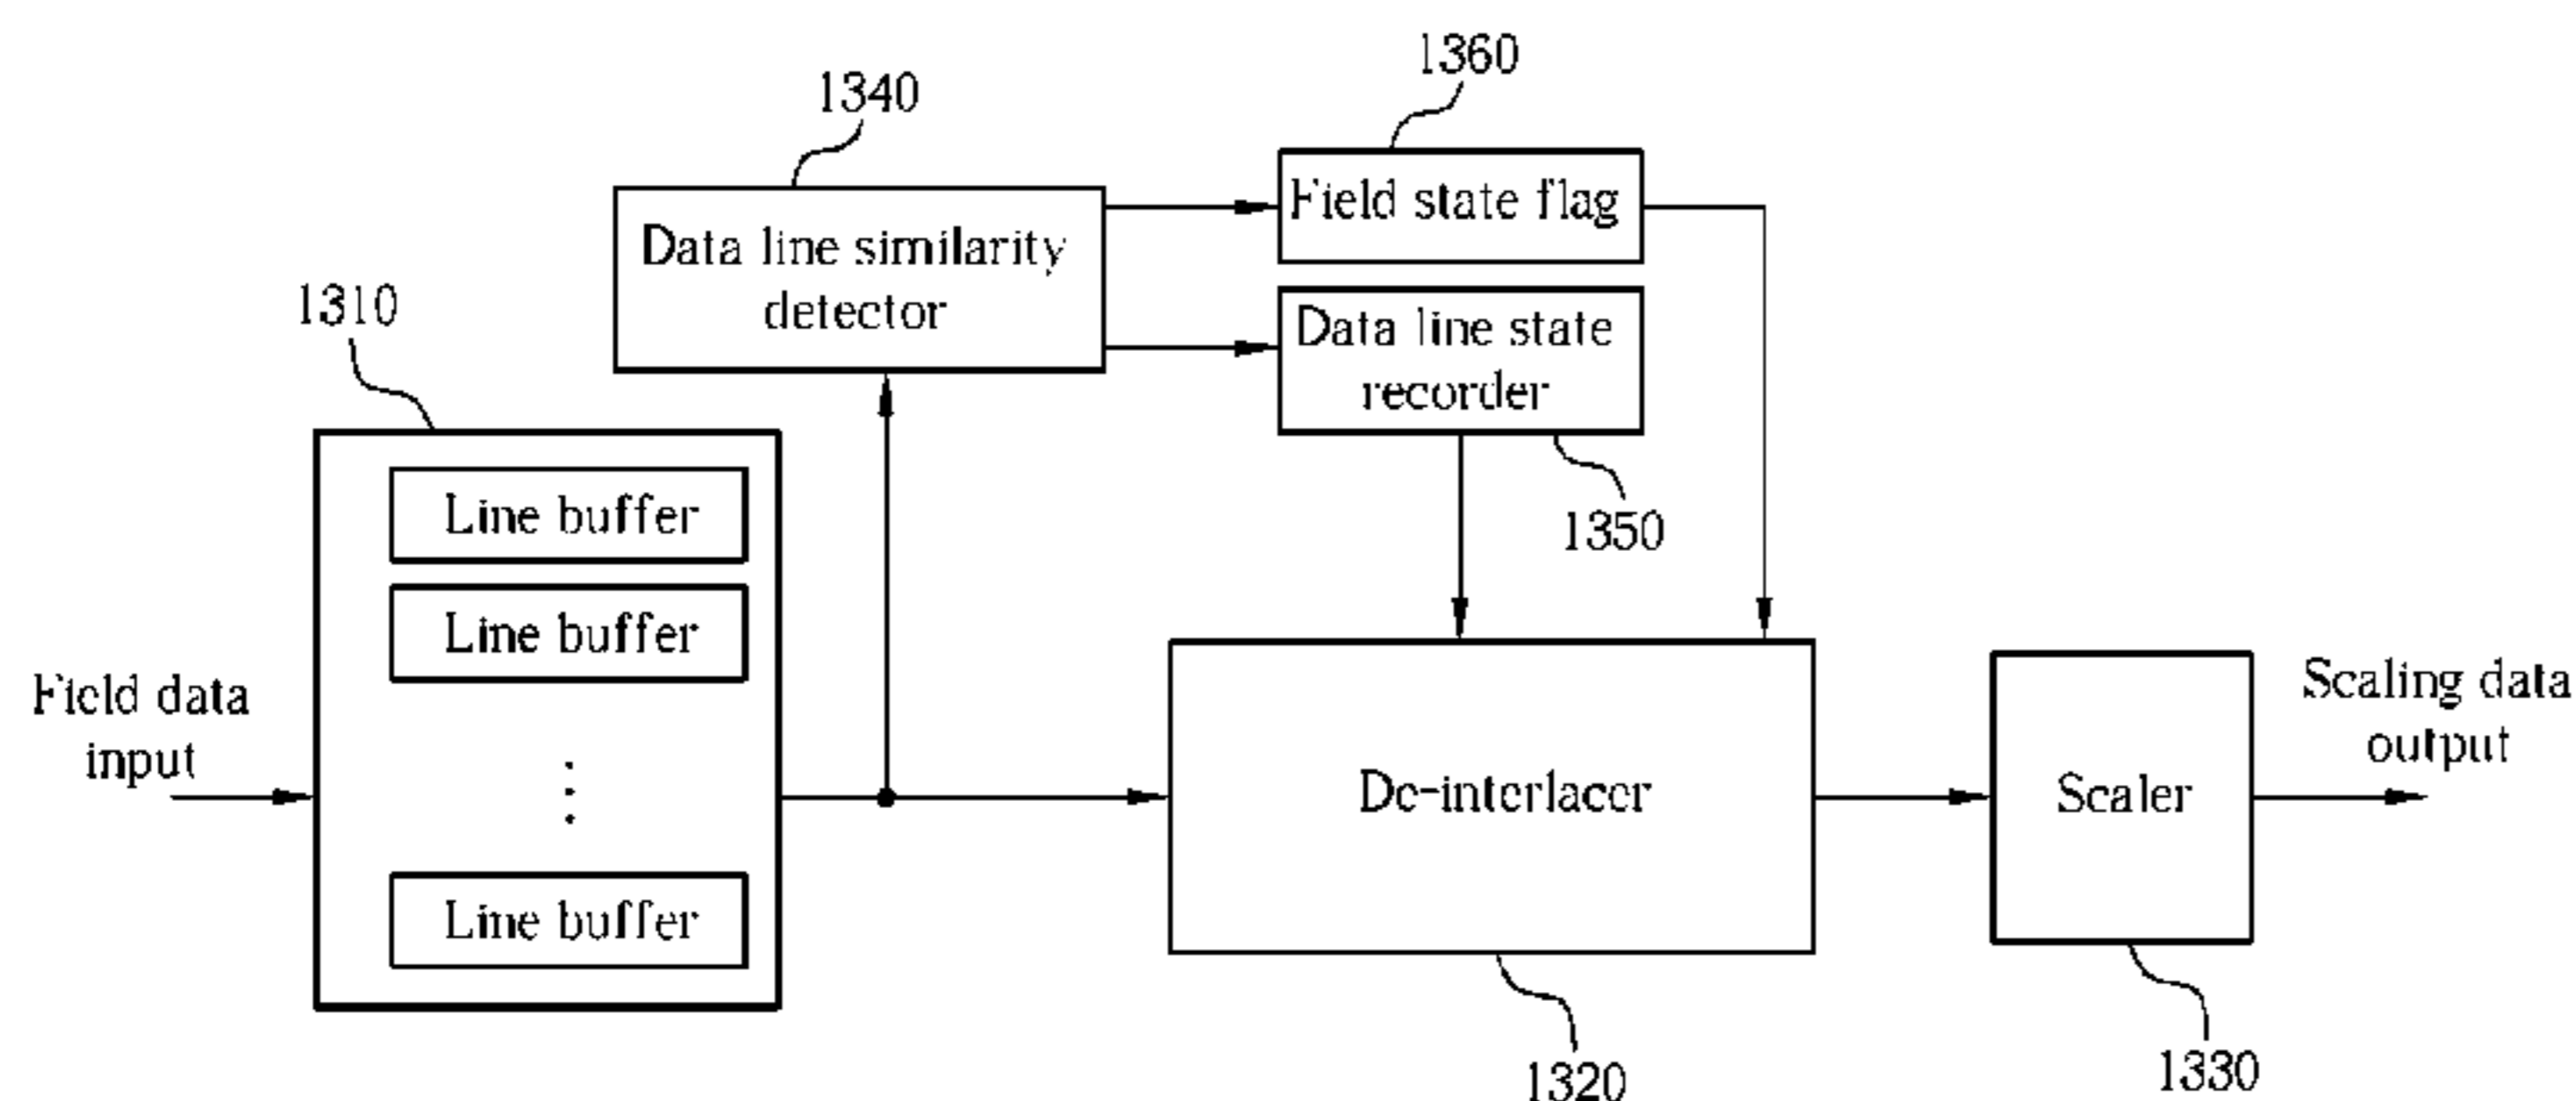 1360
1340
Field state flag
Data line similarity
detector
1310
Data line state
recorder
Line buffer
1350
Line buffer
Field data
input
De-interlacer
Scaler
Scaling data
output
Line buffer
1320
1330